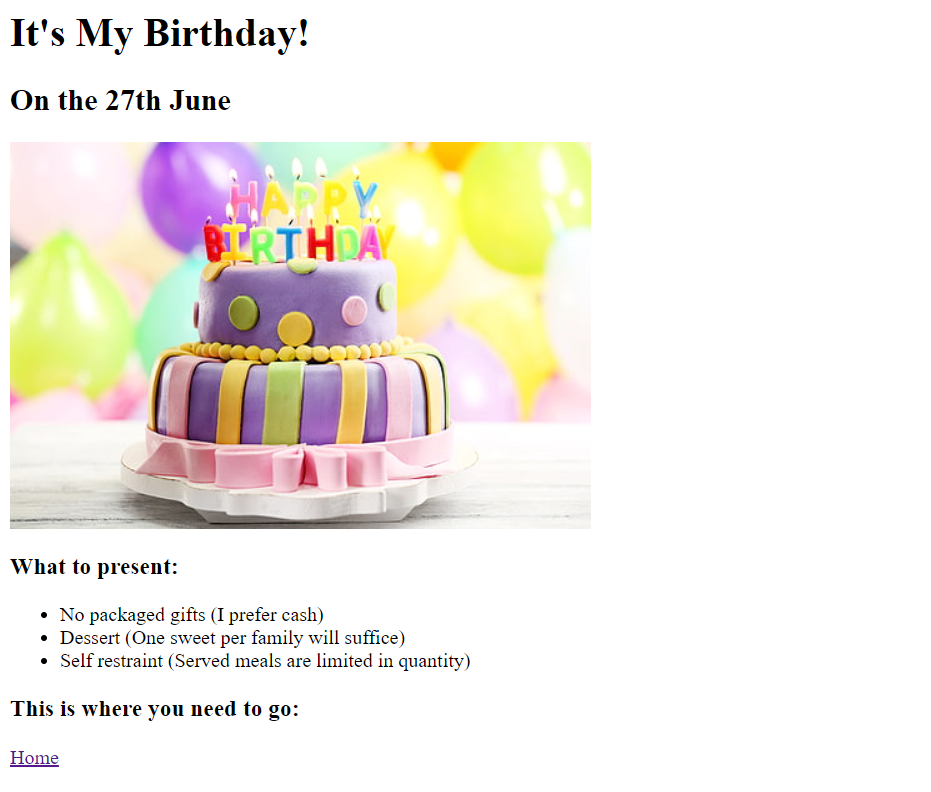 It's My Birthday!
On the 27th June
HAPPY
BIRTHDAY
What to present:
No packaged gifts (I prefer cash)
Dessert (One sweet per family will suffice)
Self restraint (Served meals are limited in quantity)
This is where you need to go:
Home